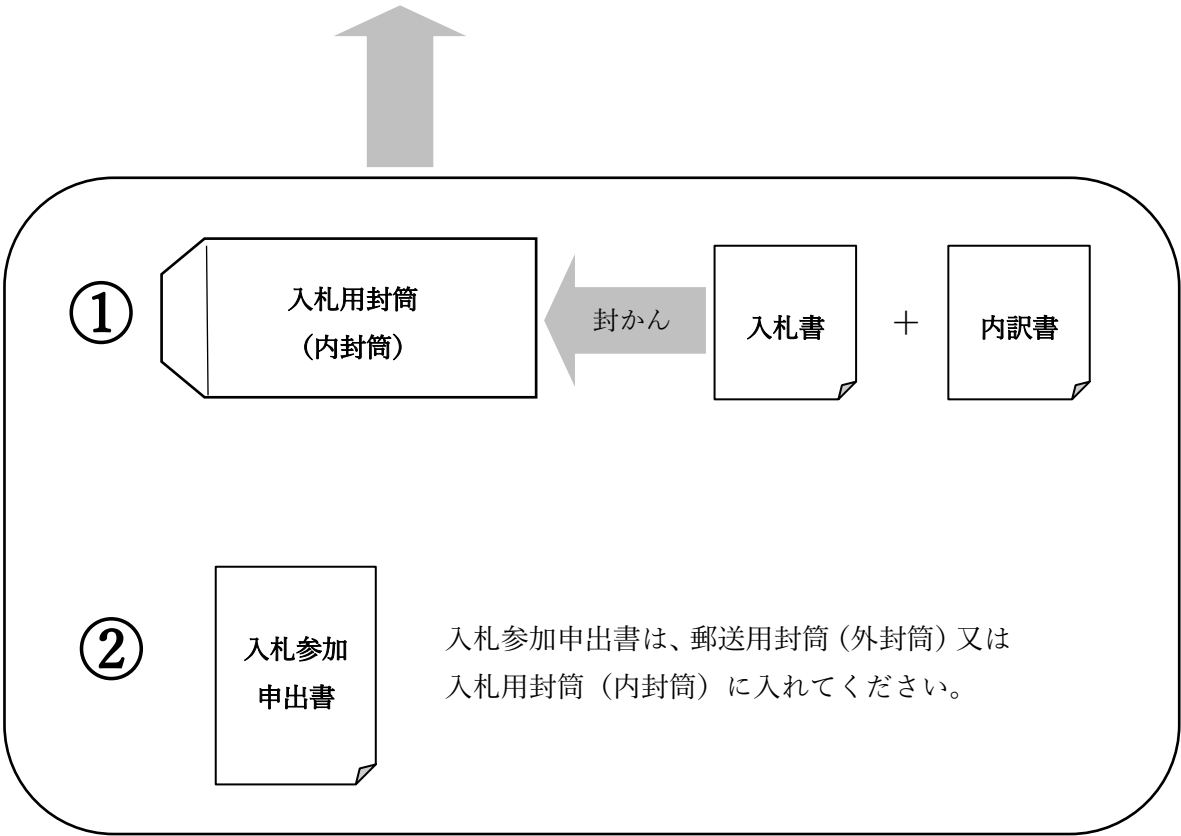 ①
入札用封筒
（内封筒）
封かん
入札書
＋
内訳書
②
入札参加
申出書
入札参加申出書は、郵送用封筒（外封筒）又は
入札用封筒（内封筒）に入れてください。